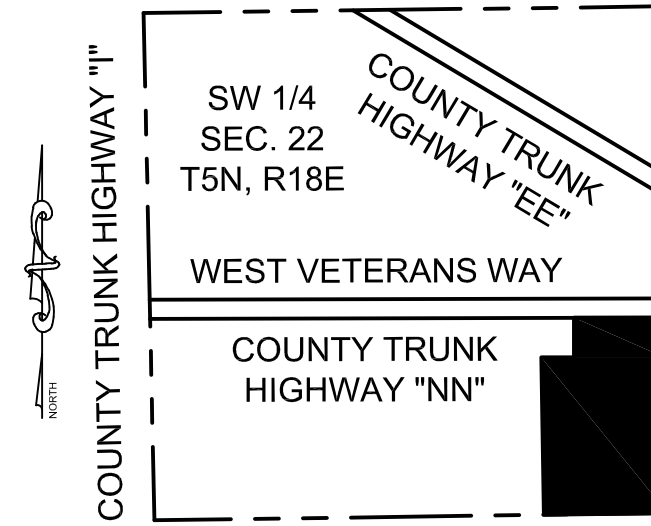 COUNTY TRUNK HIGHWAY "I"
SW 1/4
SEC. 22
T5N, R18E
COUNTY TRUNK
HIGHWAY "EE"
WEST VETERANS WAY
COUNTY TRUNK
HIGHWAY "NN"
NORTH